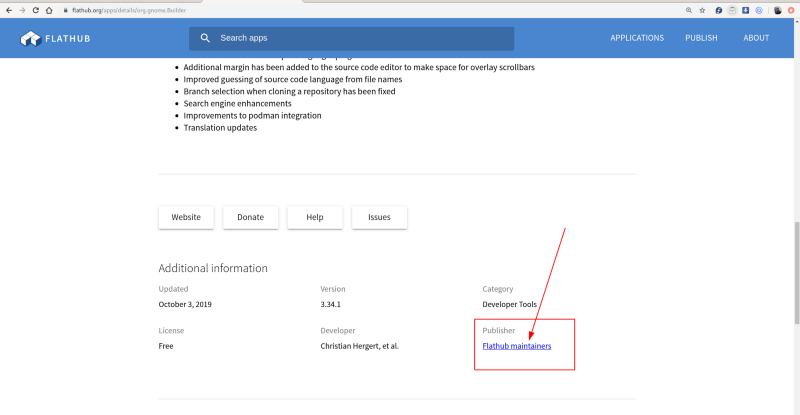 flathub.org/apps/details/org.gnome.Builder
FLATHUB
Search apps
APPLICATIONS
PUBLISH
ABOUT
Additional margin has been added to the source code editor to make space for overlay scrollbars
Improved guessing of source code language from file names
Branch selection when cloning a repository has been fixed
Search engine enhancements
Improvements to podman integration
Translation updates
Website
Donate
Help
Issues
Additional information
Updated
Version
Category
October 3, 2019
3.34.1
Developer Tools
License
Developer
Publisher
Free
Christian Hergert, et al.
Flathub maintainers